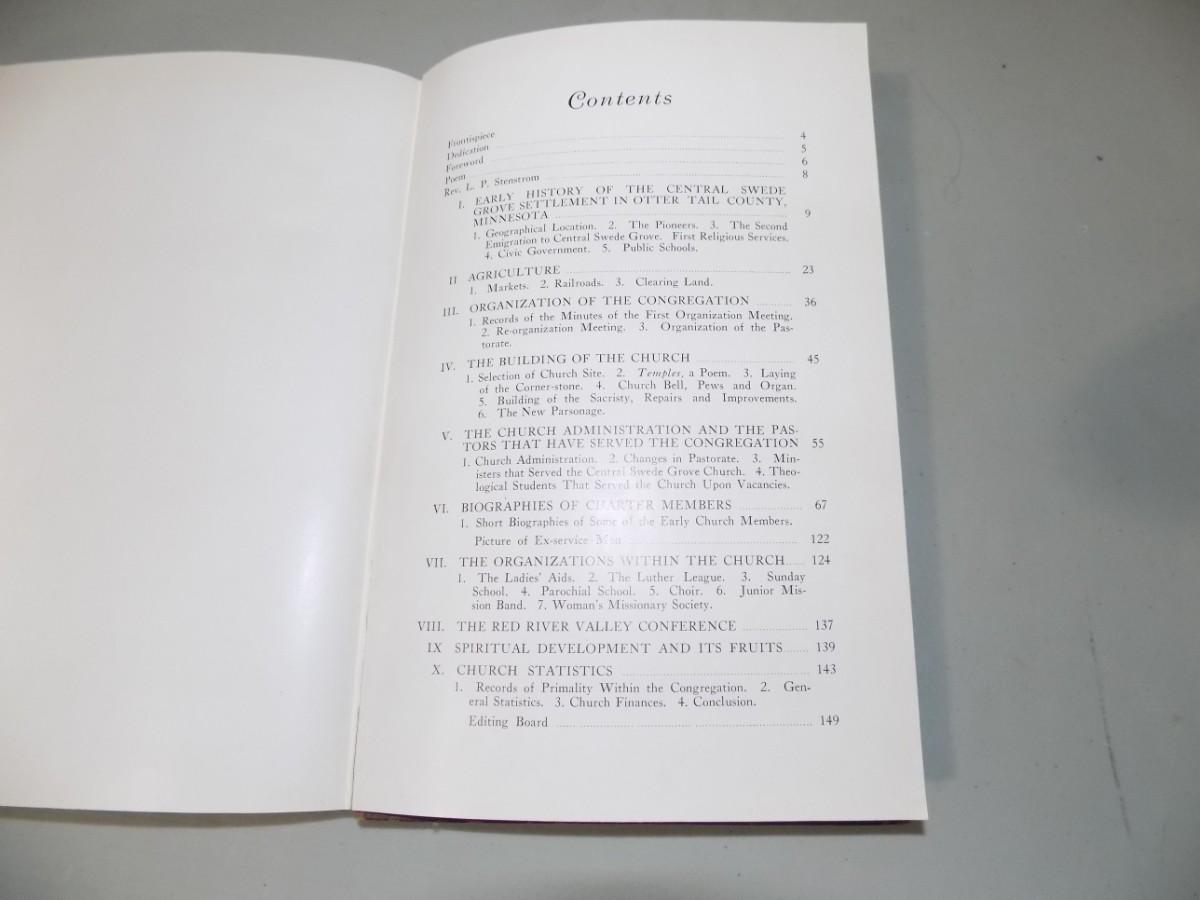 Contents
Frontispiece 4
Dedication 5
Foreword 6
Poem 8
Rev. L. P. Stenstrom
I. EARLY HISTORY OF THE CENTRAL SWEDE
GROVE SETTLEMENT IN OTTER TAIL COUNTY,
MINNESOTA 9
1. Geographical Location. 2. The Pioneers. 3. The Second
Emigration to Central Swede Grove. First Religious Services.
4. Civic Government. 5. Public Schools.
II AGRICULTURE 23
1. Markets. 2. Railroads. 3. Clearing Land.
III. ORGANIZATION OF THE CONGREGATION 36
1. Records of the Minutes of the First Organization Meeting.
2. Re-organization Meeting. 3. Organization of the Pas-
torate.
IV. THE BUILDING OF THE CHURCH 45
1. Selection of Church Site. 2. Temples, a Poem. 3. Laying
of the Corner-stone. 4. Church Bell, Pews and Organ.
5. Building of the Sacristy, Repairs and Improvements.
6. The New Parsonage.
V. THE CHURCH ADMINISTRATION AND THE PAS-
TORS THAT HAVE SERVED THE CONGREGATION 55
1. Church Administration. 2. Changes in Pastorate. 3. Min-
isters that Served the Central Swede Grove Church. 4. Theo-
logical Students That Served the Church Upon Vacancies.
VI. BIOGRAPHIES OF CHARTER MEMBERS 67
1. Short Biographies of Some of the Early Church Members.
Picture of Ex-service Men 122
VII. THE ORGANIZATIONS WITHIN THE CHURCH 124
1. The Ladies' Aids. 2. The Luther League. 3. Sunday
School. 4. Parochial School. 5. Choir. 6. Junior Mis-
sion Band. 7. Woman's Missionary Society.
VIII. THE RED RIVER VALLEY CONFERENCE 137
IX SPIRITUAL DEVELOPMENT AND ITS FRUITS 139
X. CHURCH STATISTICS 143
1. Records of Primality Within the Congregation. 2. Gen-
eral Statistics. 3. Church Finances. 4. Conclusion.
Editing Board 149